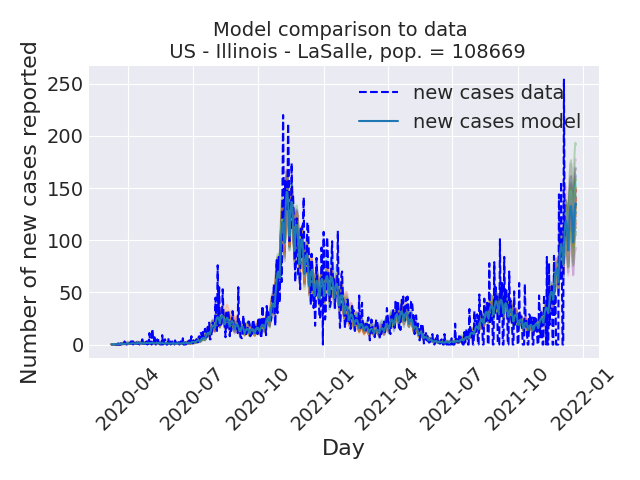 Model comparison to data
US - Illinois - LaSalle, pop. = 108669
new cases data
new cases model
Number of new cases reported
250
200
150
100
50
0
2020-04
2020-07
2020-10
2021-01
2021-04
2021-07
2021-10
2022-01
Day